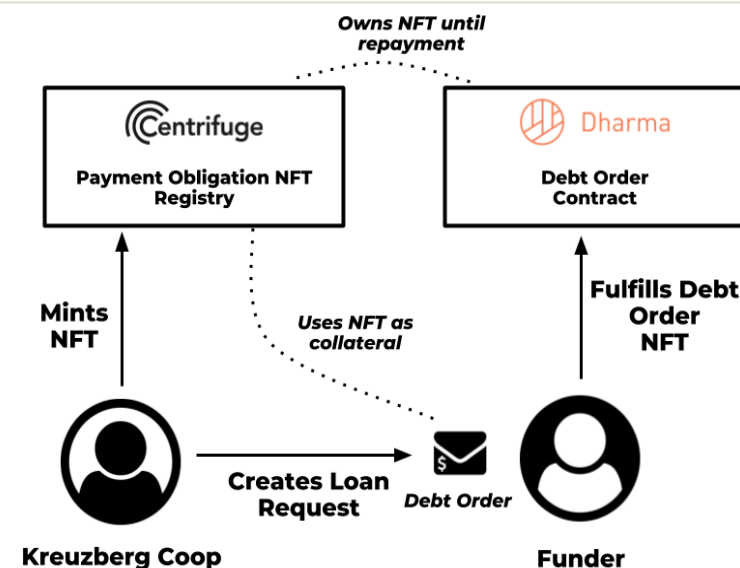 Owns NFT until
repayment
Centrifuge
Payment Obligation NFT
Registry
Dharma
Debt Order
Contract
Mints
NFT
Uses NFT as
collateral
Fulfills Debt
Order
NFT
Creates Loan
Request
$
Debt Order
Kreuzberg Coop
Funder